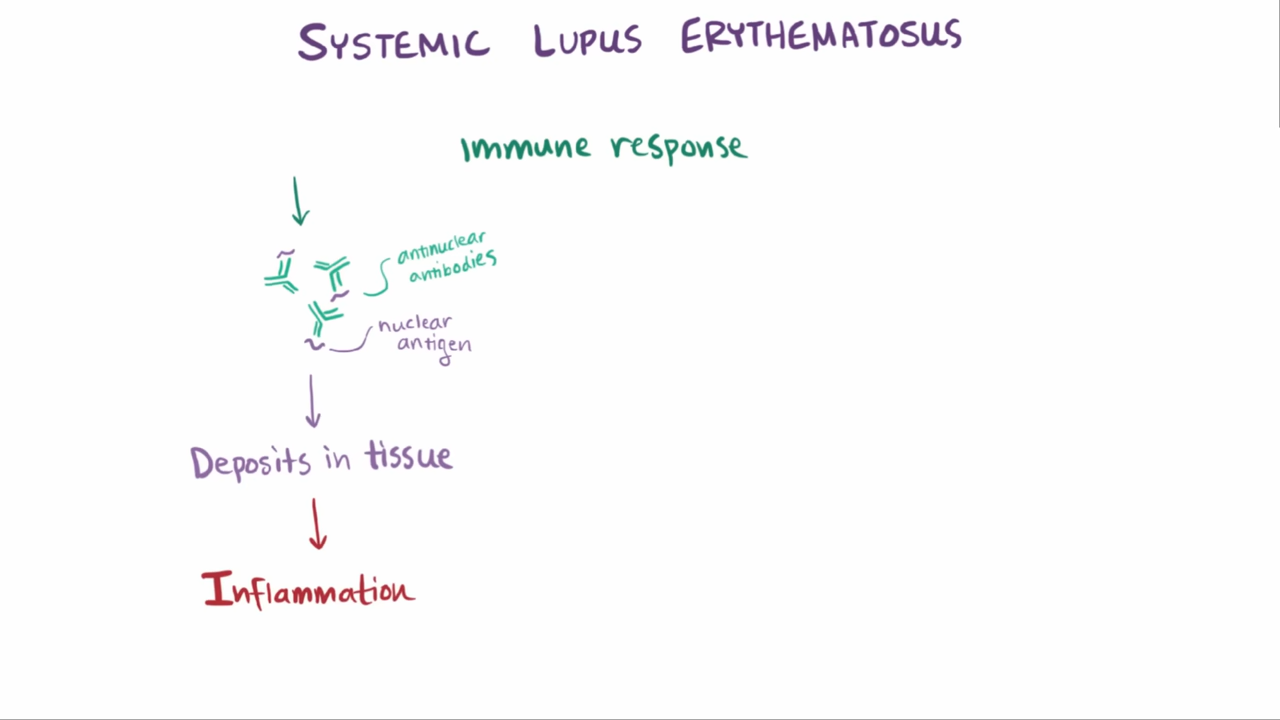 SYSTEMIC LUPUS ERYTHEMATOSUS
Immune response
antinuclear
antibodies
nuclear
antigen
Deposits in tissue
Inflammation